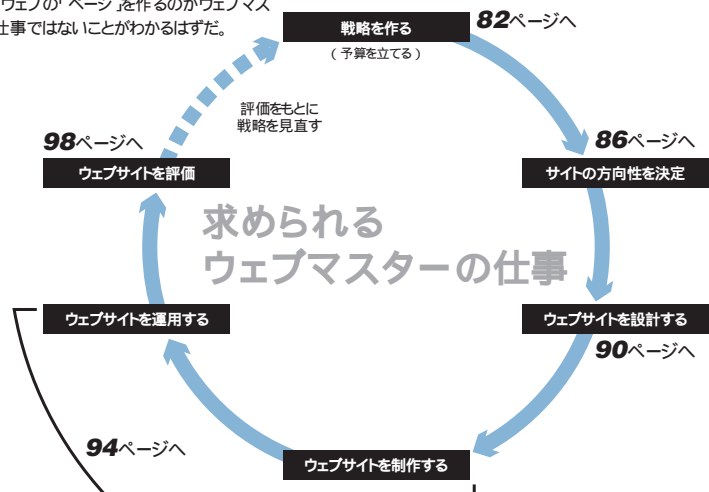 ウェブの「ページ」を作るのがウェブマス
仕事ではないことがわかるはずだ。
戦略を作る
(予算を立てる)
82ページへ
評価をもとに
戦略を見直す
98ページへ
86ページへ
ウェブサイトを評価
サイトの方向性を決定
求められる
ウェブマスターの仕事
ウェブサイトを運用する
ウェブサイトを設計する
90ページへ
94ページへ
ウェブサイトを制作する